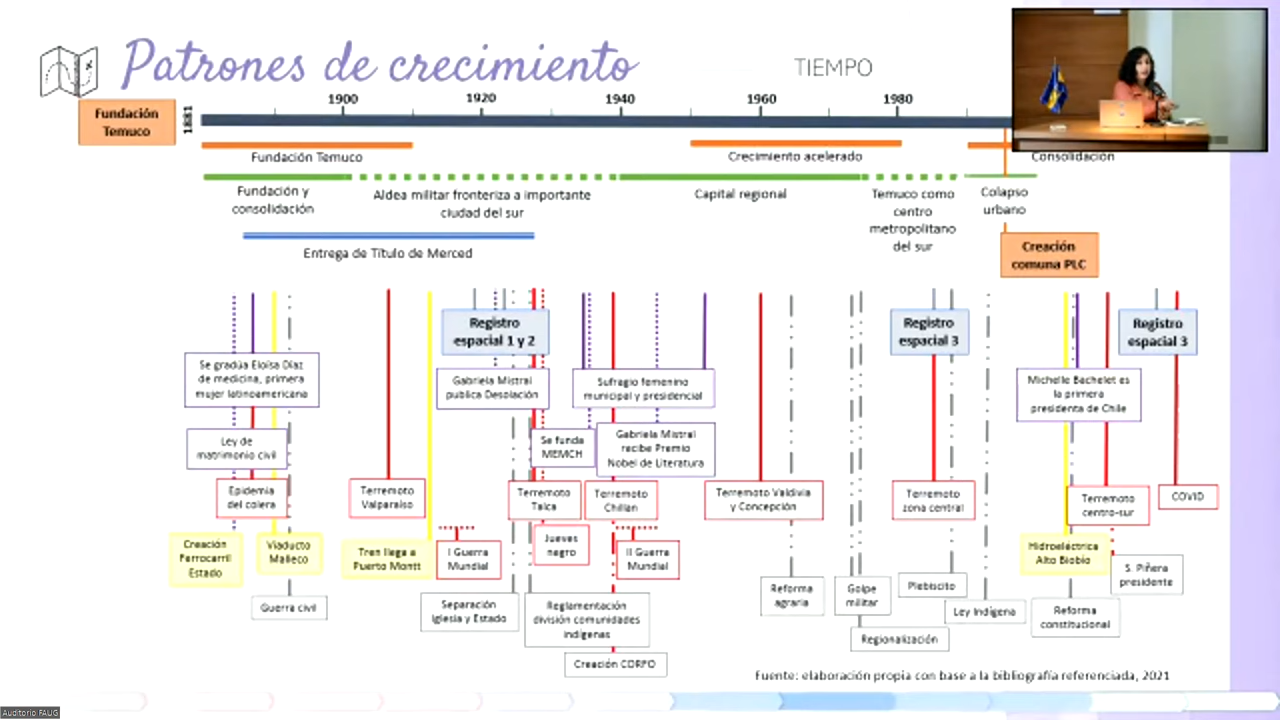 Patrones de crecimiento
TIEMPO
Fundación
Temuco
1881
1900
1920
1940
1960
1980
Fundación Temuco
Crecimiento acelerado
Consolidación
Fundación y
consolidación
Aldea militar fronteriza a importante
ciudad del sur
Capital regional
Temuco como
centro
metropolitano
del sur
Colapso
urbano
Entrega de Título de Merced
Creación
comuna PLC
Registro
espacial 1 y 2
Registro
espacial 3
Registro
espacial 3
Se gradúa Eloísa Díaz
de medicina, primera
mujer latinoamericana
Gabriela Mistral
publica Desolación
Sufragio femenino
municipal y presidencial
Michelle Bachelet es
la primera
presidenta de Chile
Ley de
matrimonio civil
Se funda
MEMCH
Gabriela Mistral
recibe Premio
Nobel de Literatura
Epidemia
del colera
Terremoto
Valparaíso
Terremoto
Talca
Terremoto
Chillan
Terremoto Valdivia
y Concepción
Terremoto
zona central
Terremoto
centro-sur
COVID
Creación
Ferrocarril
Estado
Viaducto
Malleco
Tren llega a
Puerto Montt
I Guerra
Mundial
Jueves
negro
II Guerra
Mundial
Hidroeléctrica
Alto Biobío
S. Piñera
presidente
Guerra civil
Separación
Iglesia y Estado
Reglamentación
división comunidades
indígenas
Reforma
agraria
Golpe
militar
Plebiscito
Ley Indígena
Reforma
constitucional
Regionalización
Creación CORFO
Fuente: elaboración propia con base a la bibliografía referenciada, 2021
Auditorio FAUG